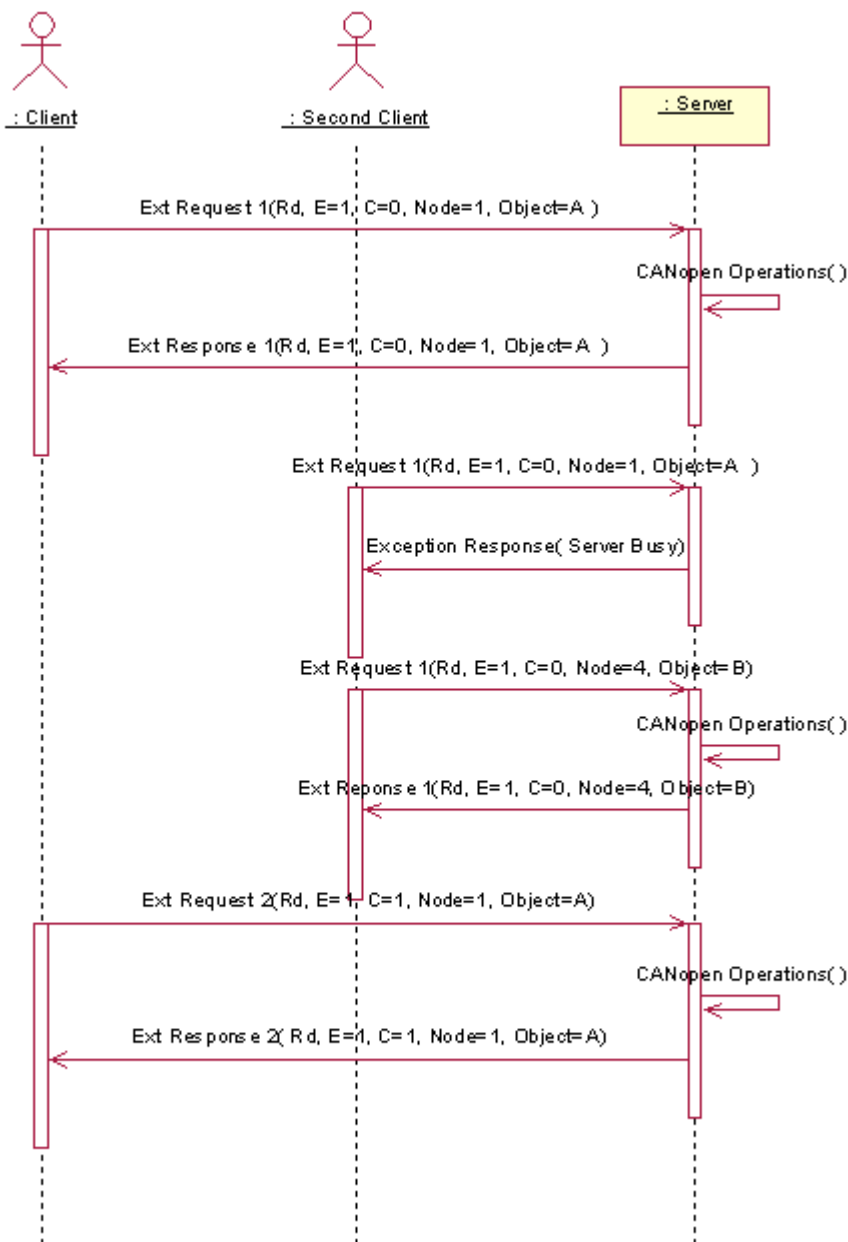 : Client
: Second Client
: Server
Ext Request 1(Rd, E=1, C=0, Node=1, Object=A )
CANopen Operations( )
Ext Response 1(Rd, E=1, C=0, Node=1, Object=A )
Ext Request 1(Rd, E=1, C=0, Node=1, Object=A )
Exception Response( Server Busy)
Ext Request 1(Rd, E=1, C=0, Node=4, Object=B)
CANopen Operations( )
Ext Reponse 1(Rd, E=1, C=0, Node=4, Object=B)
Ext Request 2(Rd, E=1, C=1, Node=1, Object=A)
CANopen Operations( )
Ext Response 2( Rd, E=1, C=1, Node=1, Object=A)